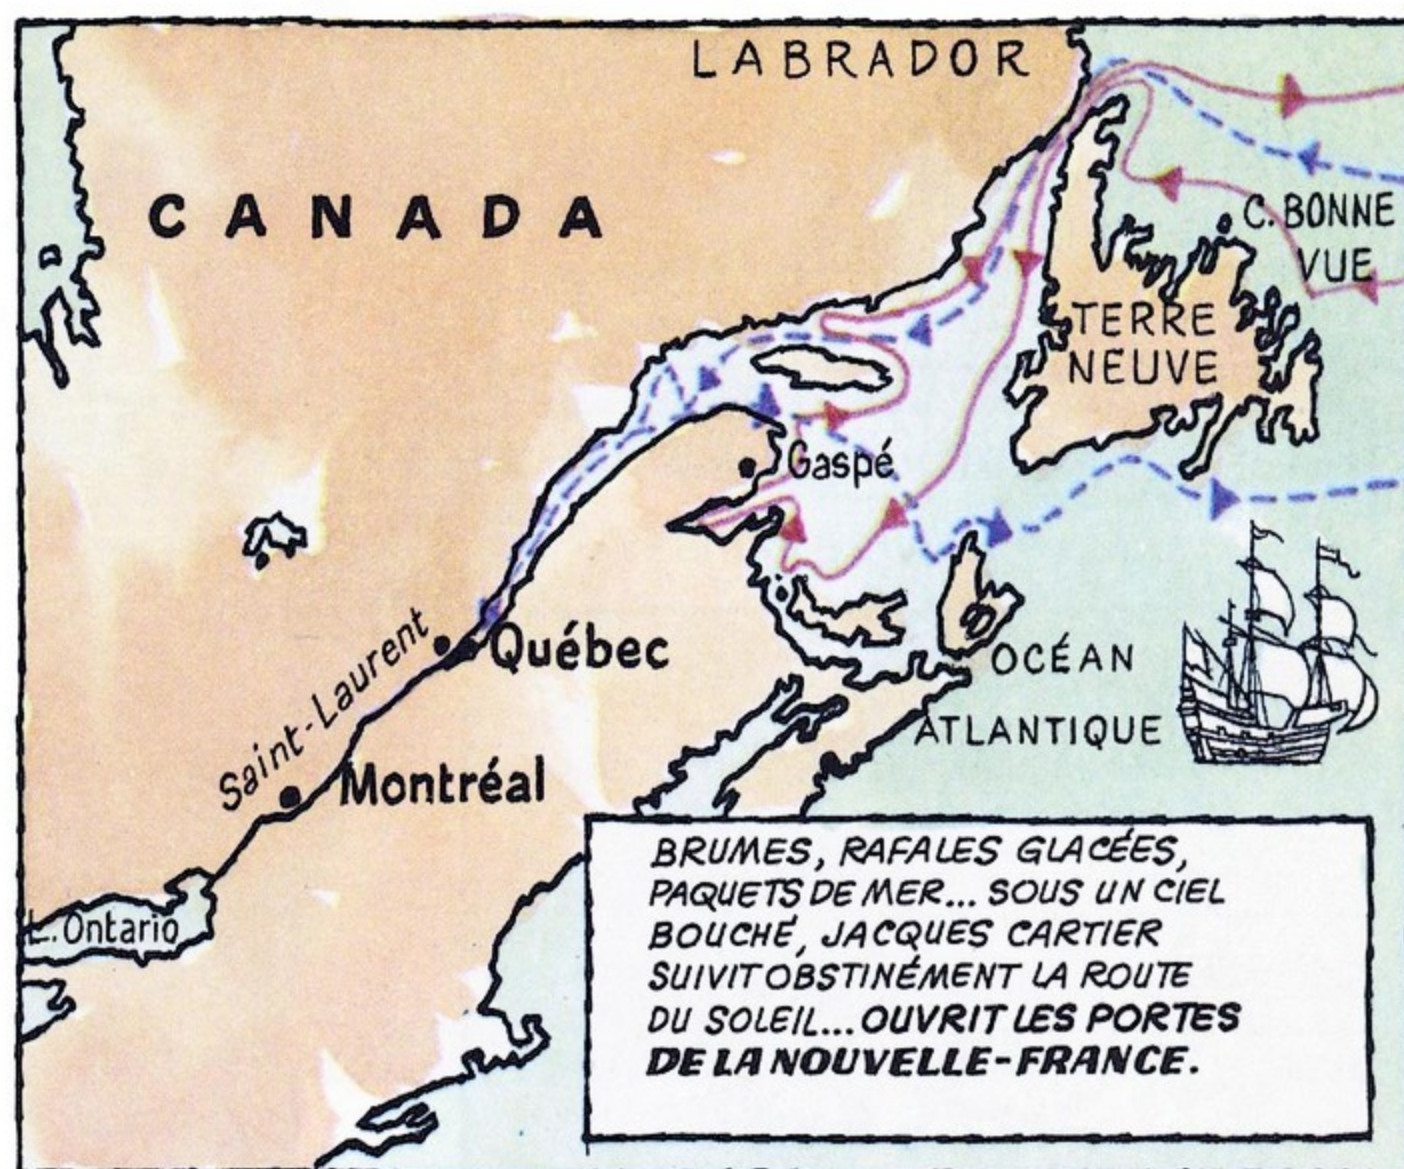 LABRADOR
CANADA
C. BONNE
VUE
TERRE
NEUVE
Gaspé
Québec
Saint-Laurent
OCÉAN
ATLANTIQUE
Montréal
L. Ontario
BRUMES, RAFALES GLACÉES,
PAQUETS DE MER... SOUS UN CIEL
BOUCHÉ, JACQUES CARTIER
SUIVIT OBSTINÉMENT LA ROUTE
DU SOLEIL... OUVRIT LES PORTES
DE LA NOUVELLE-FRANCE.